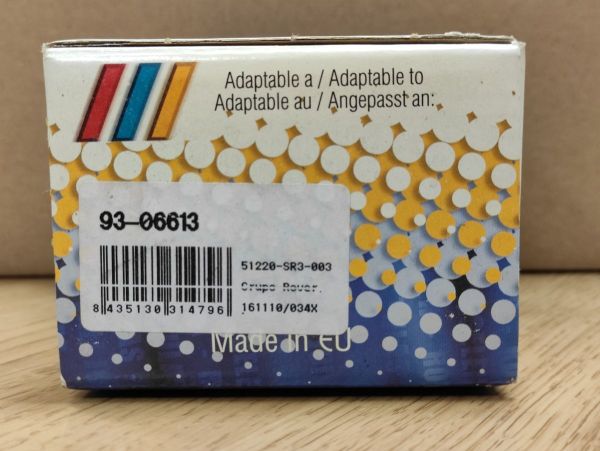 Adaptable a / Adaptable to
Adaptable au / Angepasst an:
93-06613
51220-SR3-003
Grupo Rover.
8 435130 314796
161110/034X
Made in EU